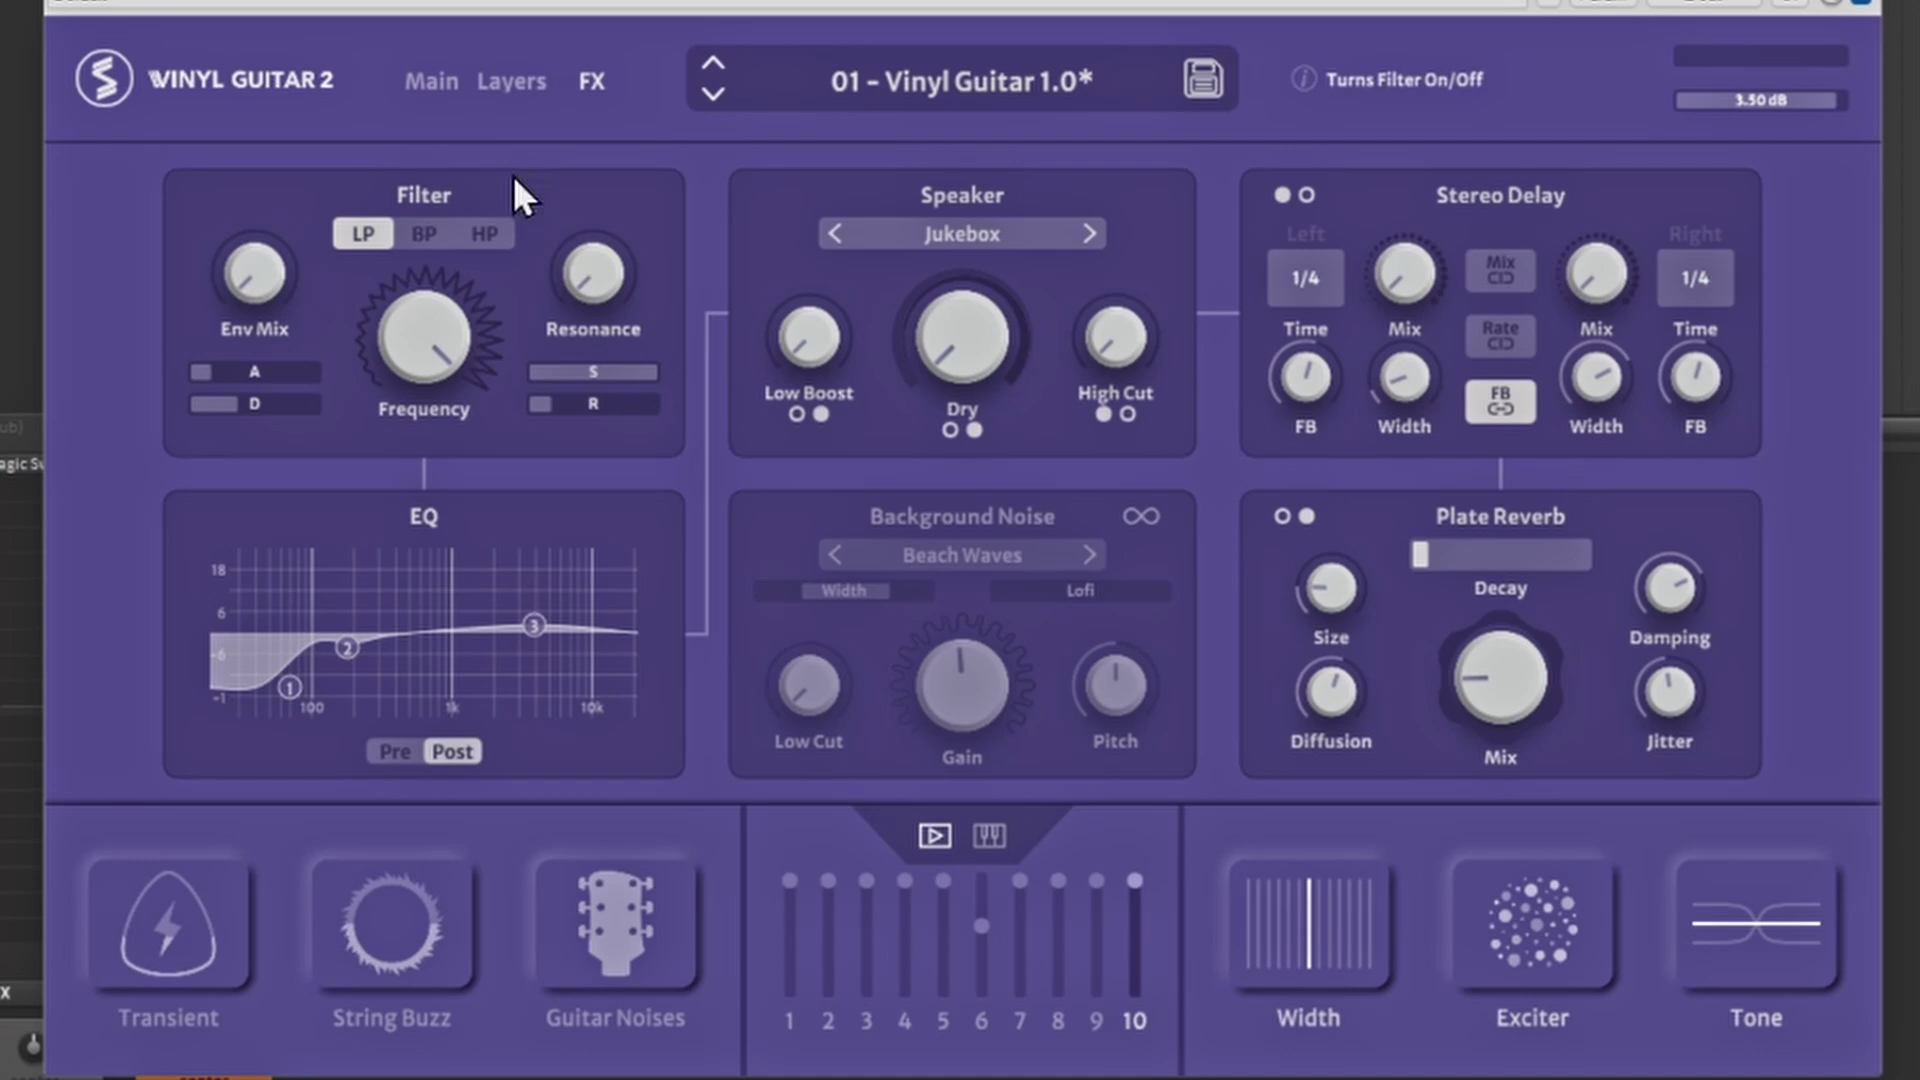 VINYL GUITAR 2
Main Layers FX
01 - Vinyl Guitar 1.0*
i Turns Filter On/Off
3.50 dB
Filter
LP BP HP
Env Mix
Resonance
A
D
Frequency
S
R
Speaker
Jukebox
Low Boost
Dry
High Cut
Stereo Delay
Left
Right
1/4
Mix
1/4
Time
Mix
Rate
Mix
Time
FB
FB
Width
Width
FB
EQ
18
6
-6
-1
1
2
3
100
1k
10k
Pre Post
Background Noise
Beach Waves
Width
Lofi
Low Cut
Gain
Pitch
Plate Reverb
Decay
Size
Damping
Diffusion
Mix
Jitter
Transient
String Buzz
Guitar Noises
1 2 3 4 5 6 7 8 9 10
Width
Exciter
Tone